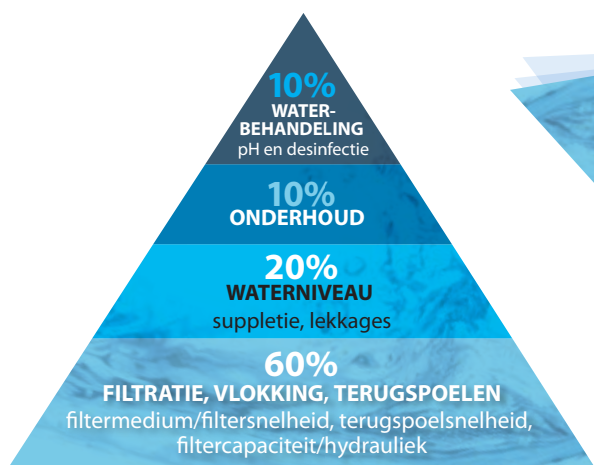 10%
WATER-
BEHANDELING
pH en desinfectie
10%
ONDERHOUD
20%
WATERNIVEAU
suppletie, lekkages
60%
FILTRATIE, VLOKKING, TERUGSPOELEN
filtermedium/filtersnelheid, terugspoelsnelheid,
filtercapaciteit/hydrauliek